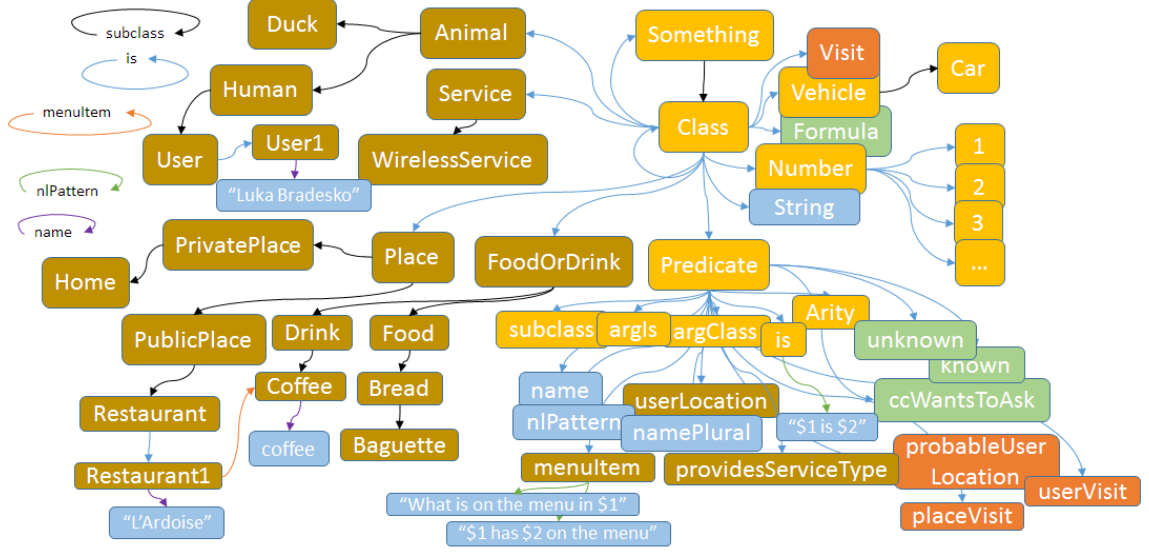 subclass
is
menuItem
nlPattern
name
Duck
Animal
Something
Visit
Human
Service
Vehicle
Car
User
User1
WirelessService
Class
Formula
"Luka Bradesko"
Number
String
1
2
3
...
PrivatePlace
Place
FoodOrDrink
Predicate
Home
PublicPlace
Drink
Food
subclass
argIs
argClass
is
Arity
unknown
known
Restaurant
Coffee
Bread
name
userLocation
ccWantsToAsk
nlPattern
namePlural
"$1 is $2"
coffee
Baguette
Restaurant1
menuItem
providesServiceType
probableUser
Location
userVisit
"L'Ardoise"
"What is on the menu in $1"
placeVisit
"$1 has $2 on the menu"